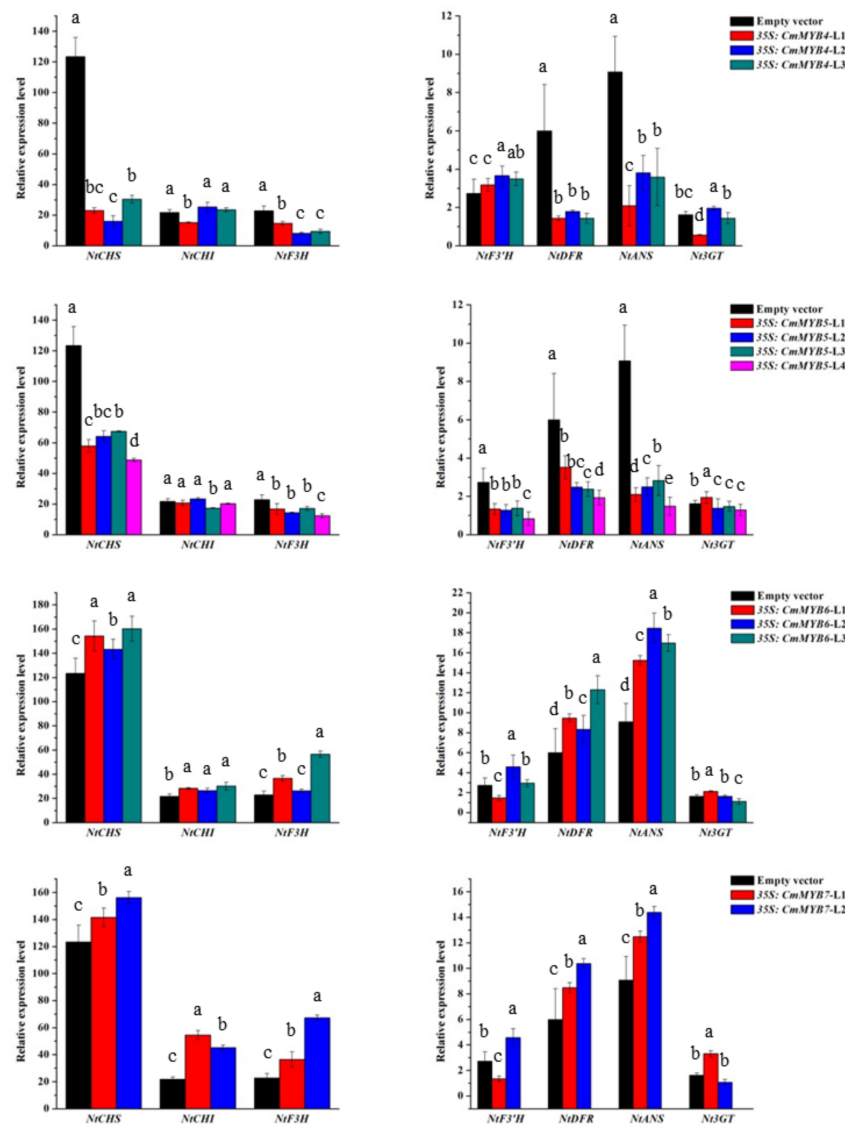 Relative expression level
140
120
100
80
60
40
20
0
a
bc
c
b
a
b
a
a
a
b
c
c
NtCHS
NtCHI
NtF3H
Relative expression level
12
10
8
6
4
2
0
c
c
a
ab
a
b
b
b
a
c
b
b
bc
d
a
b
NtF3'H
NtDFR
NtANS
Nt3GT
Empty vector
35S: CmMYB4-L1
35S: CmMYB4-L2
35S: CmMYB4-L3
Relative expression level
140
120
100
80
60
40
20
0
a
c
bc
b
d
a
a
a
b
a
a
b
b
b
c
NtCHS
NtCHI
NtF3H
Relative expression level
12
10
8
6
4
2
0
a
b
b
b
c
a
b
bc
c
d
a
d
c
b
e
b
a
c
c
c
NtF3'H
NtDFR
NtANS
Nt3GT
Empty vector
35S: CmMYB5-L1
35S: CmMYB5-L2
35S: CmMYB5-L3
35S: CmMYB5-L4
Relative expression level
180
160
140
120
100
80
60
40
20
0
c
a
b
a
b
a
a
a
c
b
c
a
NtCHS
NtCHI
NtF3H
Relative expression level
22
20
18
16
14
12
10
8
6
4
2
0
b
c
a
b
d
b
c
a
d
c
a
b
b
a
b
c
NtF3'H
NtDFR
NtANS
Nt3GT
Empty vector
35S: CmMYB6-L1
35S: CmMYB6-L2
35S: CmMYB6-L3
Relative expression level
160
140
120
100
80
60
40
20
0
c
b
a
c
a
b
c
b
a
NtCHS
NtCHI
NtF3H
Relative expression level
16
14
12
10
8
6
4
2
0
b
c
a
c
b
a
c
b
a
b
a
b
NtF3'H
NtDFR
NtANS
Nt3GT
Empty vector
35S: CmMYB7-L1
35S: CmMYB7-L2